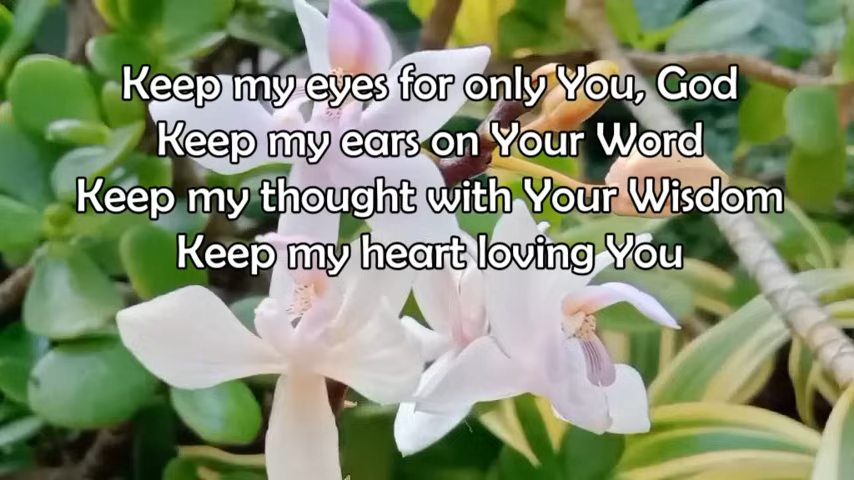 Keep my eyes for only You, God
Keep my ears on Your Word
Keep my thought with Your Wisdom
Keep my heart loving You